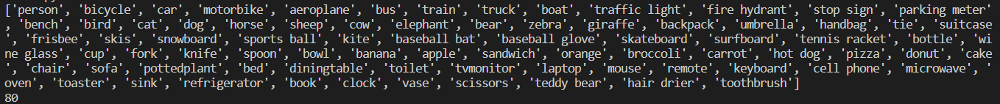 ['person', 'bicycle', 'car', 'motorbike', 'aeroplane', 'bus', 'train', 'truck', 'boat', 'traffic light', 'fire hydrant', 'stop sign', 'parking meter'
, 'bench', 'bird', 'cat', 'dog', 'horse', 'sheep', 'cow', 'elephant', 'bear', 'zebra', 'giraffe', 'backpack', 'umbrella', 'handbag', 'tie', 'suitcase
', 'frisbee', 'skis', 'snowboard', 'sports ball', 'kite', 'baseball bat', 'baseball glove', 'skateboard', 'surfboard', 'tennis racket', 'bottle', 'wi
ne glass', 'cup', 'fork', 'knife', 'spoon', 'bowl', 'banana', 'apple', 'sandwich', 'orange', 'broccoli', 'carrot', 'hot dog', 'pizza', 'donut', 'cake
', 'chair', 'sofa', 'pottedplant', 'bed', 'diningtable', 'toilet', 'tvmonitor', 'laptop', 'mouse', 'remote', 'keyboard', 'cell phone', 'microwave', '
oven', 'toaster', 'sink', 'refrigerator', 'book', 'clock', 'vase', 'scissors', 'teddy bear', 'hair drier', 'toothbrush']
80